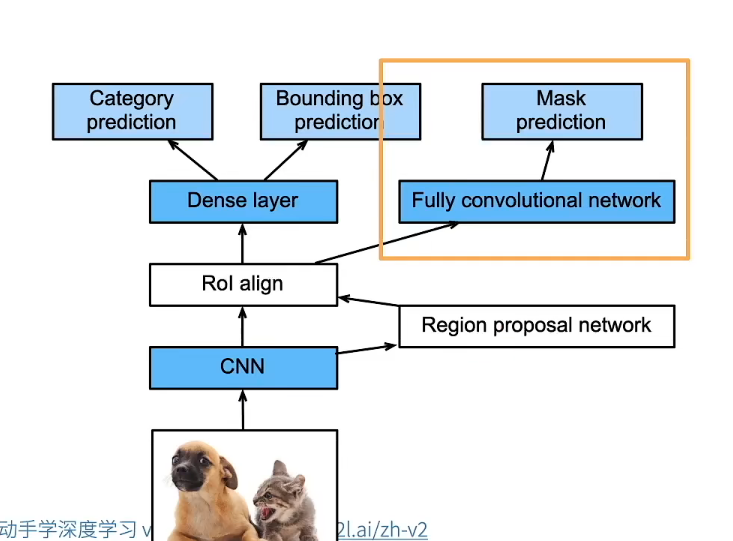 Category
prediction
Bounding box
prediction
Mask
prediction
Dense layer
Fully convolutional network
RoI align
Region proposal network
CNN
动手学深度学习 v
2l.ai/zh-v2